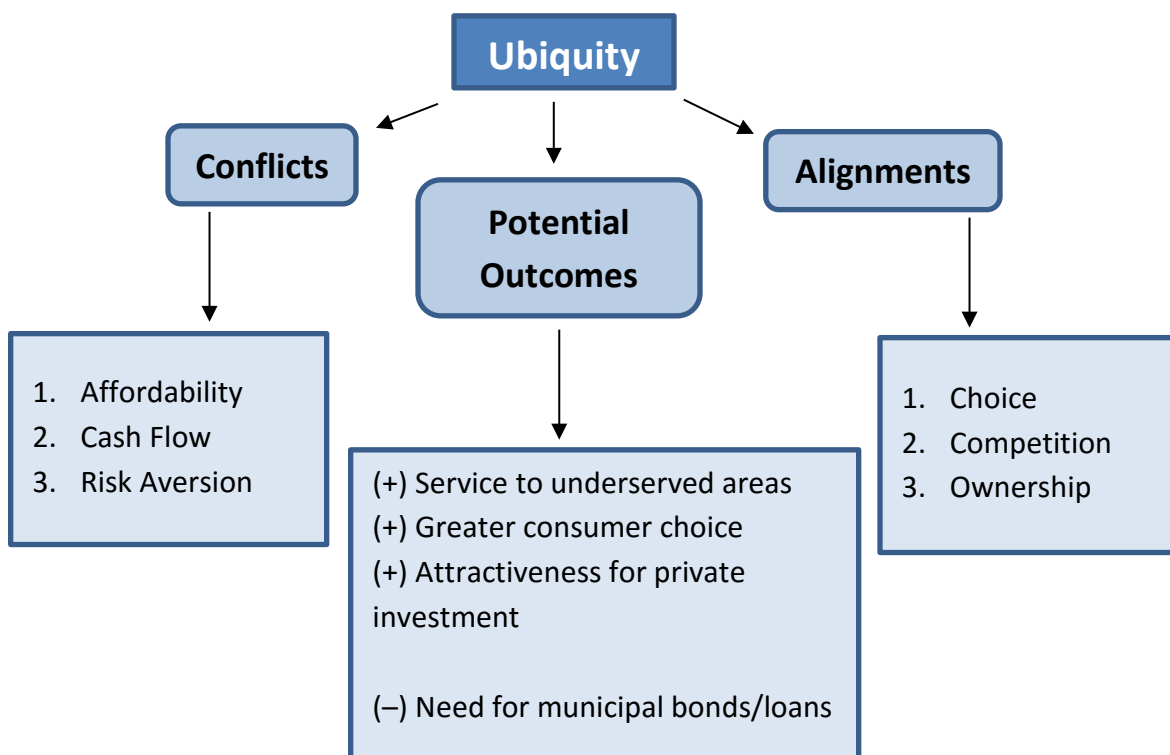 Ubiquity
Conflicts
Potential
Outcomes
Alignments
1. Affordability
2. Cash Flow
3. Risk Aversion
(+) Service to underserved areas
(+) Greater consumer choice
(+) Attractiveness for private
investment
(–) Need for municipal bonds/loans
1. Choice
2. Competition
3. Ownership